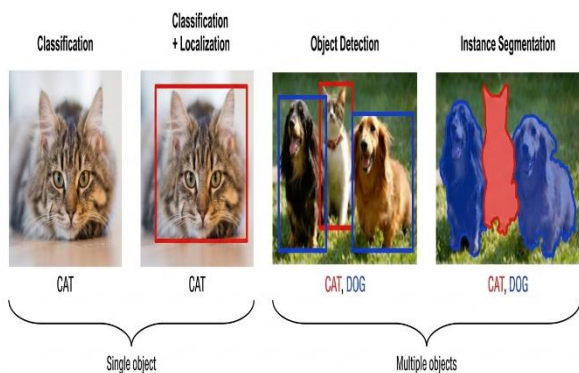 Classification
Classification
+ Localization
Object Detection
Instance Segmentation
CAT
CAT
CAT, DOG
CAT, DOG
Single object
Multiple objects